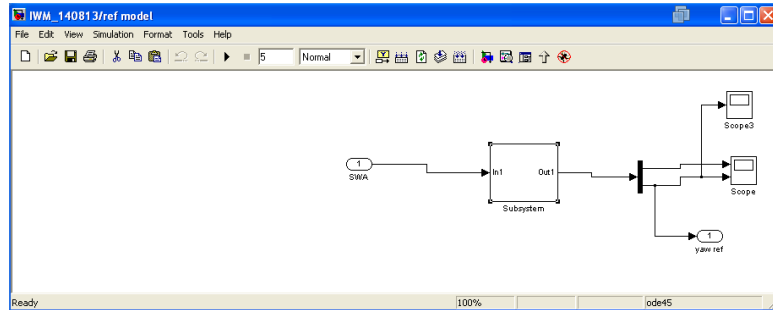 IWM_140813/ref model
File Edit View Simulation Format Tools Help
5 Normal
Scope3
1
SWA
In1 Out1
Subsystem
Scope
1
yaw ref
Ready 100% ode45